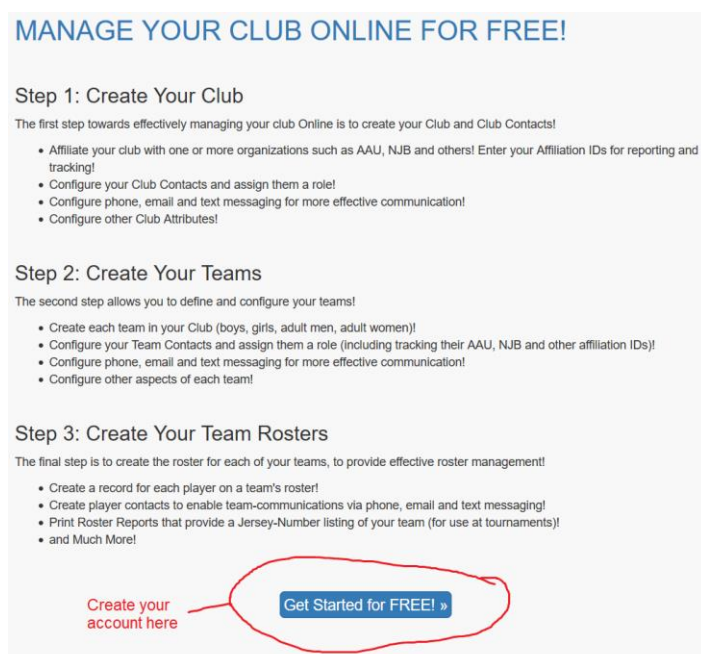 MANAGE YOUR CLUB ONLINE FOR FREE!
Step 1: Create Your Club
The first step towards effectively managing your club Online is to create your Club and Club Contacts!
• Affiliate your club with one or more organizations such as AAU, NJB and others! Enter your Affiliation IDs for reporting and
tracking!
• Configure your Club Contacts and assign them a role!
• Configure phone, email and text messaging for more effective communication!
• Configure other Club Attributes!
Step 2: Create Your Teams
The second step allows you to define and configure your teams!
• Create each team in your Club (boys, girls, adult men, adult women)!
• Configure your Team Contacts and assign them a role (including tracking their AAU, NJB and other affiliation IDs)!
• Configure phone, email and text messaging for more effective communication!
• Configure other aspects of each team!
Step 3: Create Your Team Rosters
The final step is to create the roster for each of your teams, to provide effective roster management!
• Create a record for each player on a team's roster!
• Create player contacts to enable team-communications via phone, email and text messaging!
• Print Roster Reports that provide a Jersey-Number listing of your team (for use at tournaments)!
• and Much More!
Create your
account here
Get Started for FREE! »